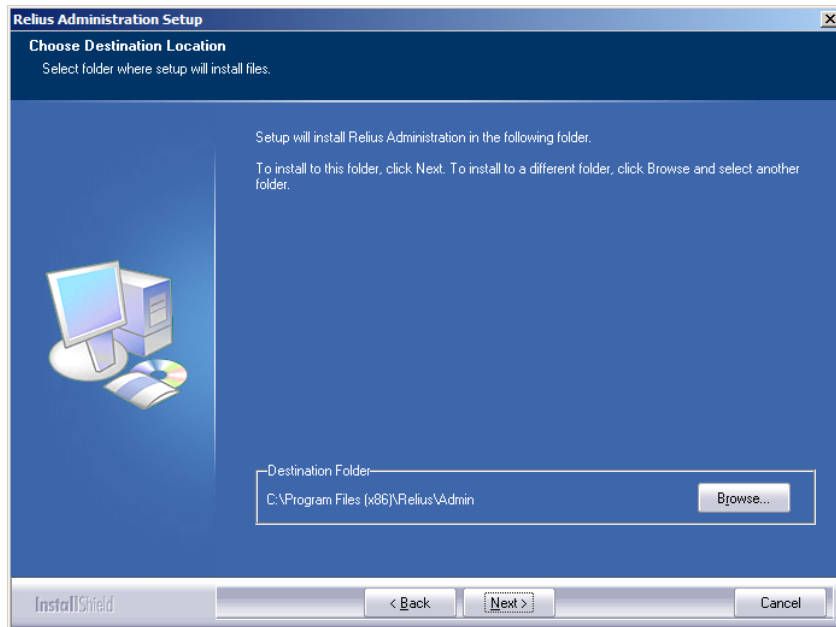 Relius Administration Setup
Choose Destination Location
Select folder where setup will install files.
Setup will install Relius Administration in the following folder.
To install to this folder, click Next. To install to a different folder, click Browse and select another
folder.
Destination Folder
C:\Program Files (x86)\Relius\Admin
Browse...
InstallShield
< Back
Next >
Cancel